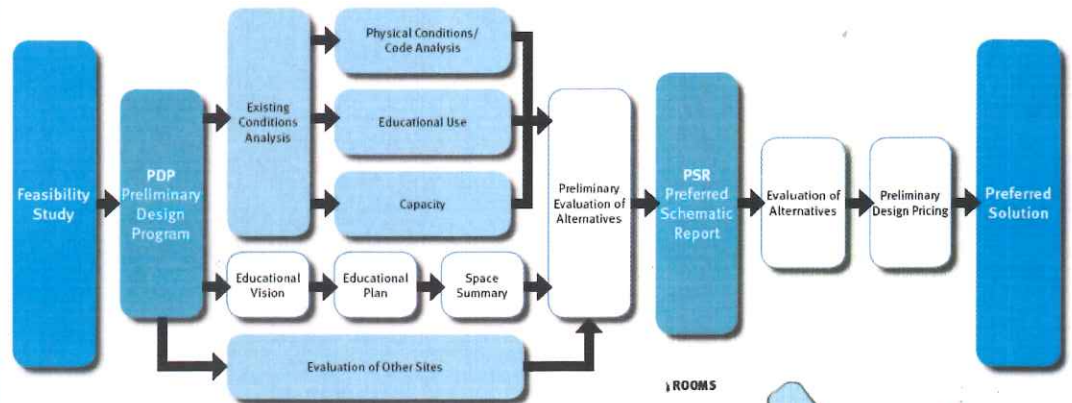 Feasibility
Study
PDP
Preliminary
Design
Program
Existing
Conditions
Analysis
Physical Conditions/
Code Analysis
Educational Use
Capacity
Educational
Vision
Educational
Plan
Space
Summary
Evaluation of Other Sites
Preliminary
Evaluation of
Alternatives
PSR
Preferred
Schematic
Report
Evaluation of
Alternatives
Preliminary
Design Pricing
Preferred
Solution
ROOMS